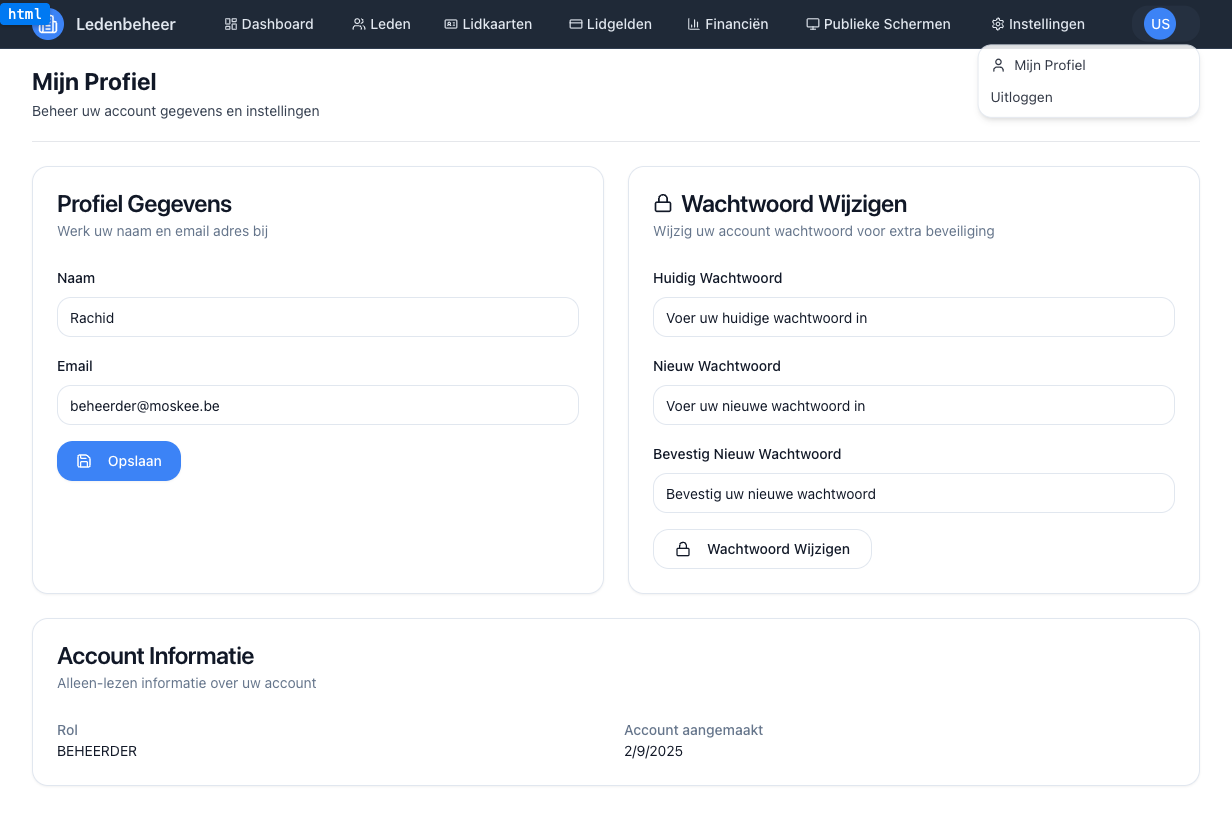 html
Ledenbeheer
Dashboard
Leden
Lidkaarten
Lidgelden
Financiën
Publieke Schermen
Instellingen
US
Mijn Profiel
Uitloggen
Mijn Profiel
Beheer uw account gegevens en instellingen
Profiel Gegevens
Werk uw naam en email adres bij
Naam
Rachid
Email
beheerder@moskee.be
Opslaan
Wachtwoord Wijzigen
Wijzig uw account wachtwoord voor extra beveiliging
Huidig Wachtwoord
Voer uw huidige wachtwoord in
Nieuw Wachtwoord
Voer uw nieuwe wachtwoord in
Bevestig Nieuw Wachtwoord
Bevestig uw nieuwe wachtwoord
Wachtwoord Wijzigen
Account Informatie
Alleen-lezen informatie over uw account
Rol
BEHEERDER
Account aangemaakt
2/9/2025